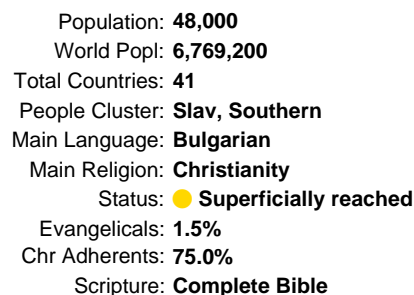 Population: 48,000
World Popl: 6,769,200
Total Countries: 41
People Cluster: Slav, Southern
Main Language: Bulgarian
Main Religion: Christianity
Status: Superficially reached
Evangelicals: 1.5%
Chr Adherents: 75.0%
Scripture: Complete Bible